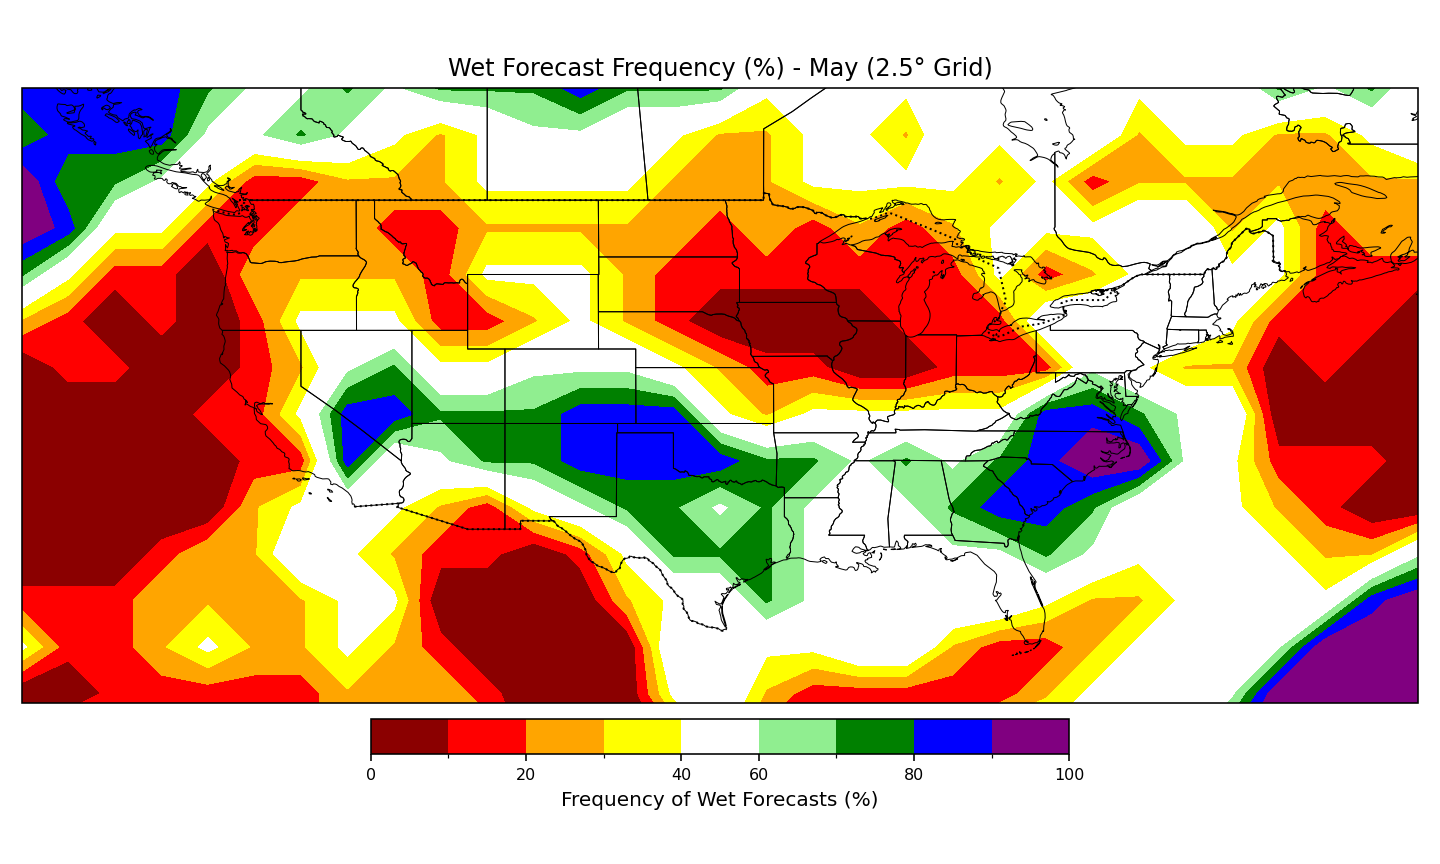 Wet Forecast Frequency (%) - May (2.5° Grid)
0 20 40 60 80 100
Frequency of Wet Forecasts (%)